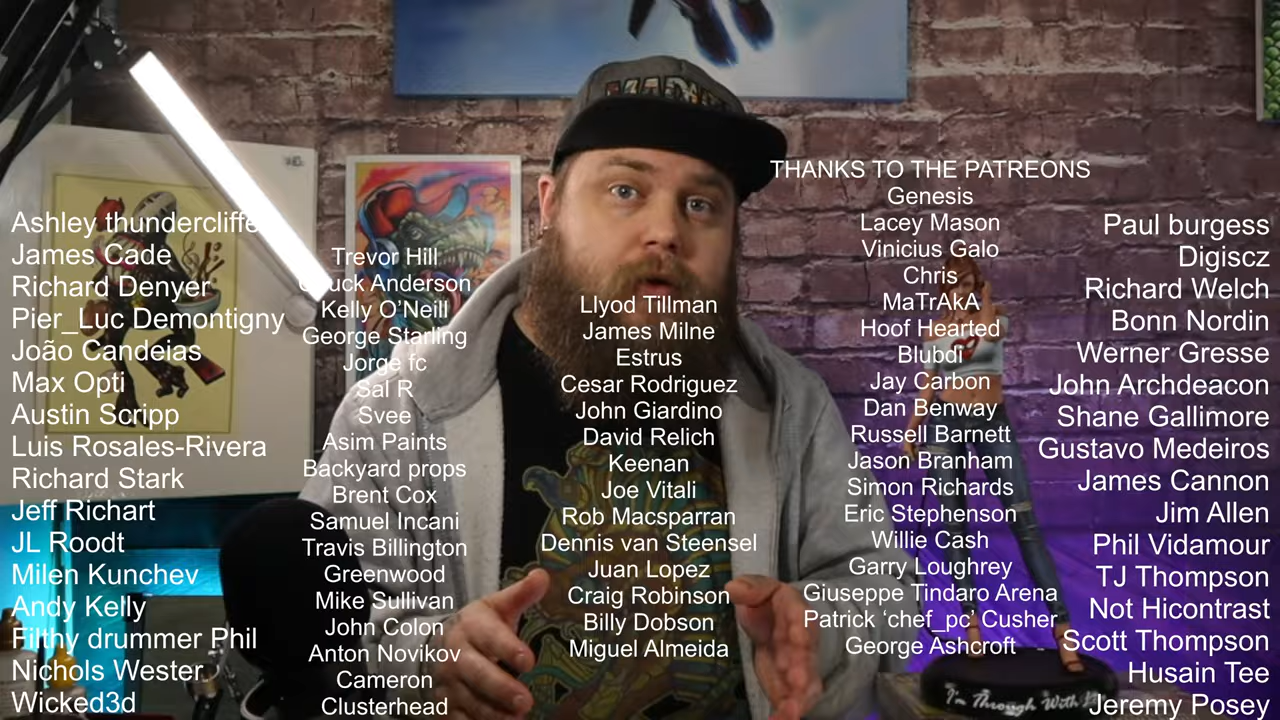 THANKS TO THE PATREONS
Ashley thundercliffe
James Cade
Richard Denyer
Pier_Luc Demontigny
João Candeias
Max Opti
Austin Scripp
Luis Rosales-Rivera
Richard Stark
Jeff Richart
JL Roodt
Milen Kunchev
Andy Kelly
Filthy drummer Phil
Nichols Wester
Wicked3d
Trevor Hill
Chuck Anderson
Kelly O’Neill
George Starling
Jorge fc
Sal R
Svee
Asim Paints
Backyard props
Brent Cox
Samuel Incani
Travis Billington
Greenwood
Mike Sullivan
John Colon
Anton Novikov
Cameron
Clusterhead
Llyod Tillman
James Milne
Estrus
Cesar Rodriguez
John Giardino
David Relich
Keenan
Joe Vitali
Rob Macsparran
Dennis van Steensel
Juan Lopez
Craig Robinson
Billy Dobson
Miguel Almeida
Genesis
Lacey Mason
Vinicius Galo
Chris
MaTrAkA
Hoof Hearted
Blubdi
Jay Carbon
Dan Benway
Russell Barnett
Jason Branham
Simon Richards
Eric Stephenson
Willie Cash
Garry Loughrey
Giuseppe Tindaro Arena
Patrick ‘chef_pc’ Cusher
George Ashcroft
Paul burgess
Digiscz
Richard Welch
Bonn Nordin
Werner Gresse
John Archdeacon
Shane Gallimore
Gustavo Medeiros
James Cannon
Jim Allen
Phil Vidamour
TJ Thompson
Not Hicontrast
Scott Thompson
Husain Tee
Jeremy Posey
I'm Through With